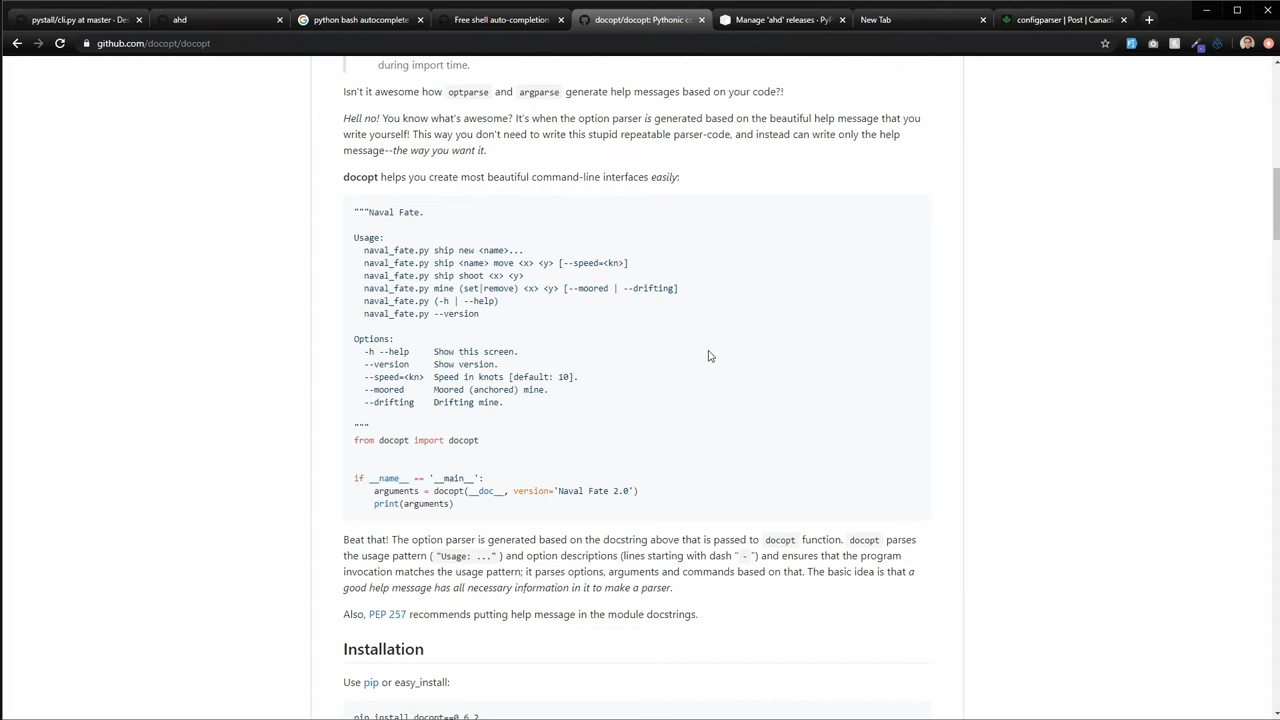 pystall/cli.py at master · Des
ahd
python bash autocomplete
Free shell auto-completion
docopt/docopt: Pythonic co
Manage 'ahd' releases · PyP
New Tab
configparser | Post | Canadi
github.com/docopt/docopt
during import time.
Isn't it awesome how optparse and argparse generate help messages based on your code?!
Hell no! You know what's awesome? It's when the option parser is generated based on the beautiful help message that you
write yourself! This way you don't need to write this stupid repeatable parser-code, and instead can write only the help
message--the way you want it.
docopt helps you create most beautiful command-line interfaces easily:
"""Naval Fate.
Usage:
naval_fate.py ship new <name>...
naval_fate.py ship <name> move <x> <y> [--speed=<kn>]
naval_fate.py ship shoot <x> <y>
naval_fate.py mine (set|remove) <x> <y> [--moored | --drifting]
naval_fate.py (-h | --help)
naval_fate.py --version
Options:
-h --help     Show this screen.
--version     Show version.
--speed=<kn>  Speed in knots [default: 10].
--moored      Moored (anchored) mine.
--drifting    Drifting mine.
"""
from docopt import docopt
if __name__ == '__main__':
arguments = docopt(__doc__, version='Naval Fate 2.0')
print(arguments)
Beat that! The option parser is generated based on the docstring above that is passed to docopt function. docopt parses
the usage pattern ("Usage: ...") and option descriptions (lines starting with dash "-") and ensures that the program
invocation matches the usage pattern; it parses options, arguments and commands based on that. The basic idea is that a
good help message has all necessary information in it to make a parser.
Also, PEP 257 recommends putting help message in the module docstrings.
Installation
Use pip or easy_install:
pip install docopt==0.6.2